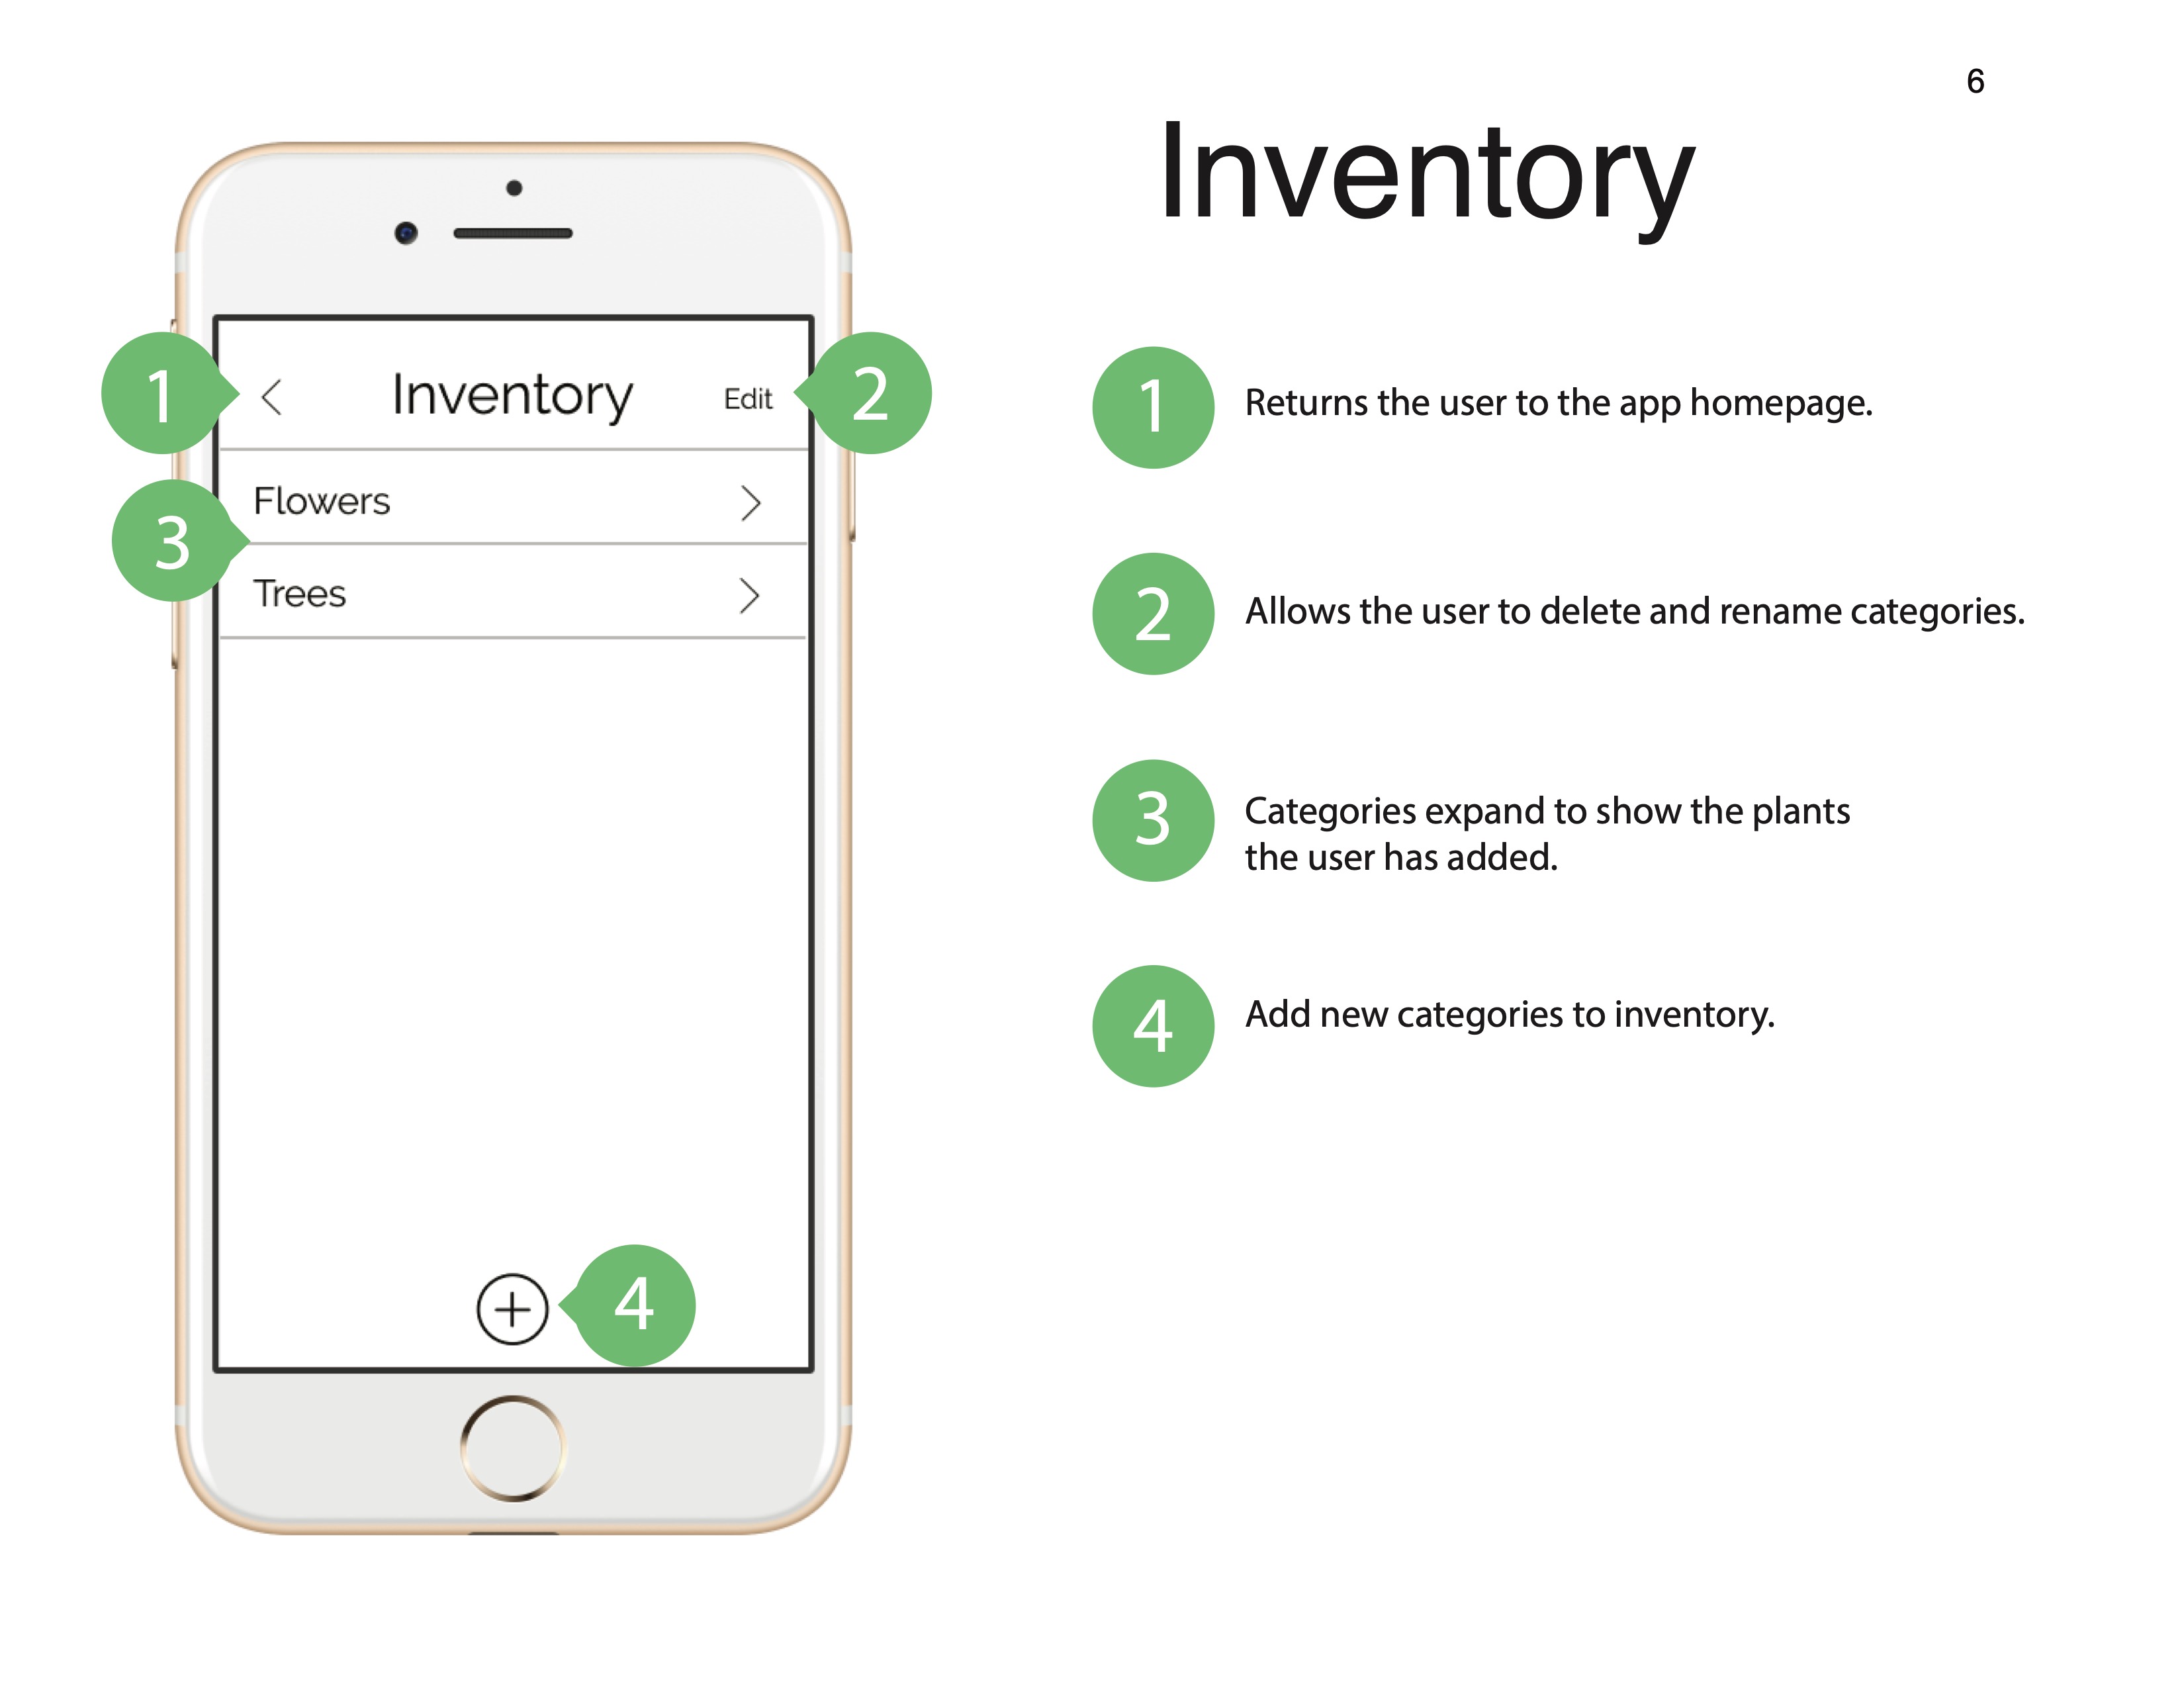 6
Inventory
1
Inventory
Edit
2
Flowers
3
Trees
4
1
Returns the user to the app homepage.
2
Allows the user to delete and rename categories.
3
Categories expand to show the plants
the user has added.
4
Add new categories to inventory.